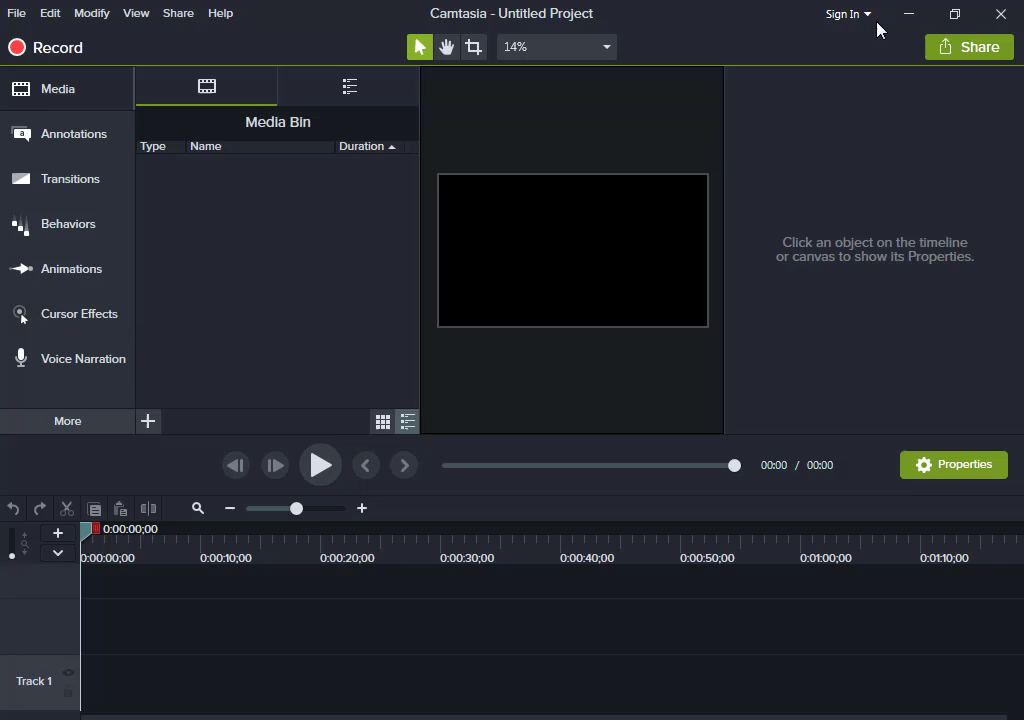 File Edit Modify View Share Help
Camtasia - Untitled Project
Sign In
Record
14%
Share
Media
Annotations
Transitions
Behaviors
Animations
Cursor Effects
Voice Narration
More
Media Bin
Type Name Duration
Click an object on the timeline
or canvas to show its Properties.
00:00 / 00:00
Properties
0:00:00;00
0:00:00;00 0:00:10;00 0:00:20;00 0:00:30;00 0:00:40;00 0:00:50;00 0:01:00;00 0:01:10;00
Track 1